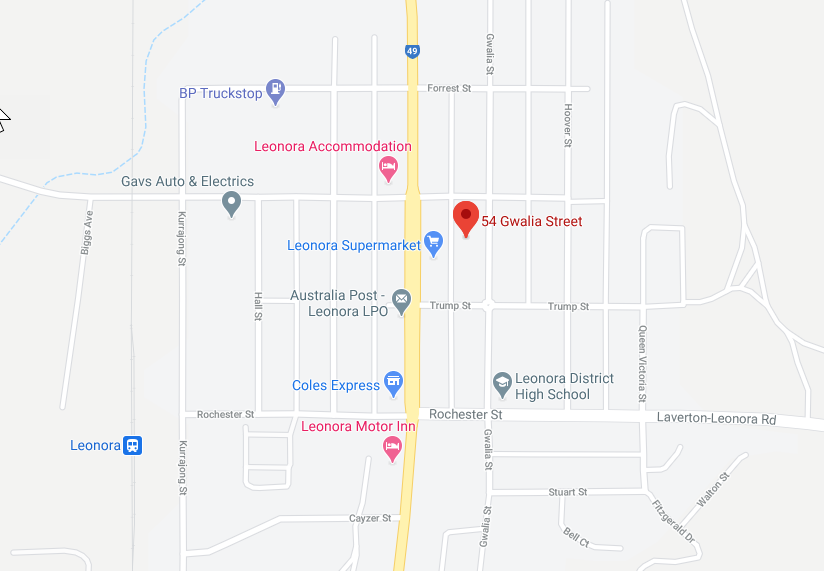 49
Gwalia St
BP Truckstop
Forrest St
Hoover St
Leonora Accommodation
Gavs Auto & Electrics
54 Gwalia Street
Biggs Ave
Kurrajong St
Leonora Supermarket
Hall St
Australia Post -
Leonora LPO
Trump St
Trump St
Queen Victoria St
Coles Express
Leonora District
High School
Rochester St
Rochester St
Laverton-Leonora Rd
Leonora Motor Inn
Leonora
Kurrajong St
Gwalia St
Stuart St
Walton St
Cayzer St
Gwalia St
Bell Ct
Fitzgerald Dr